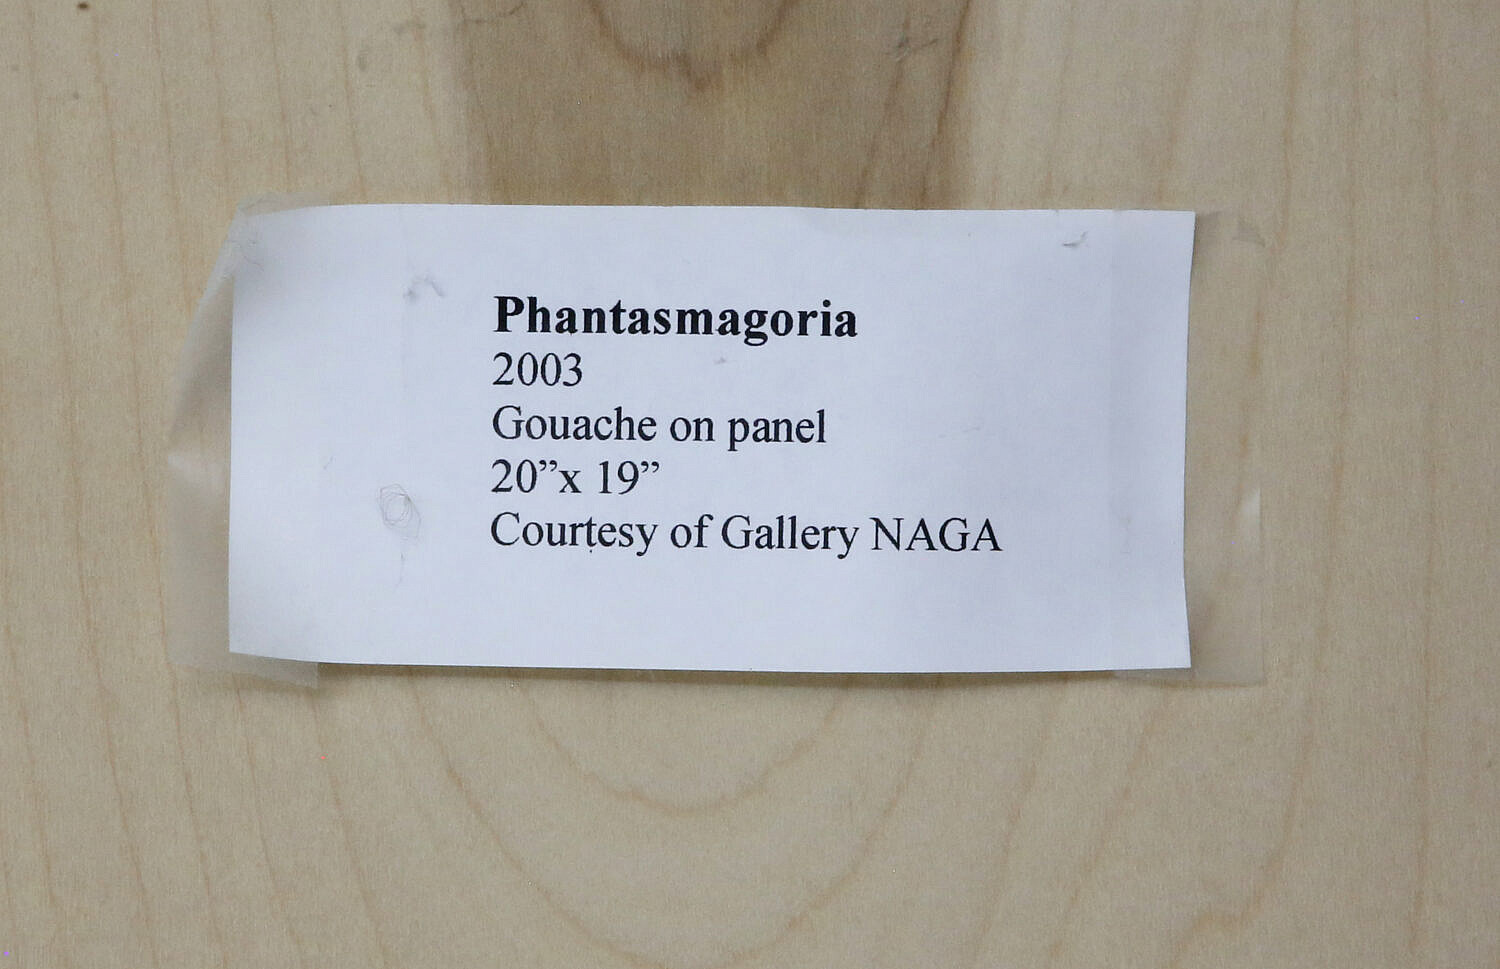 Phantasmagoria
2003
Gouache on panel
20”x 19”
Courtesy of Gallery NAGA